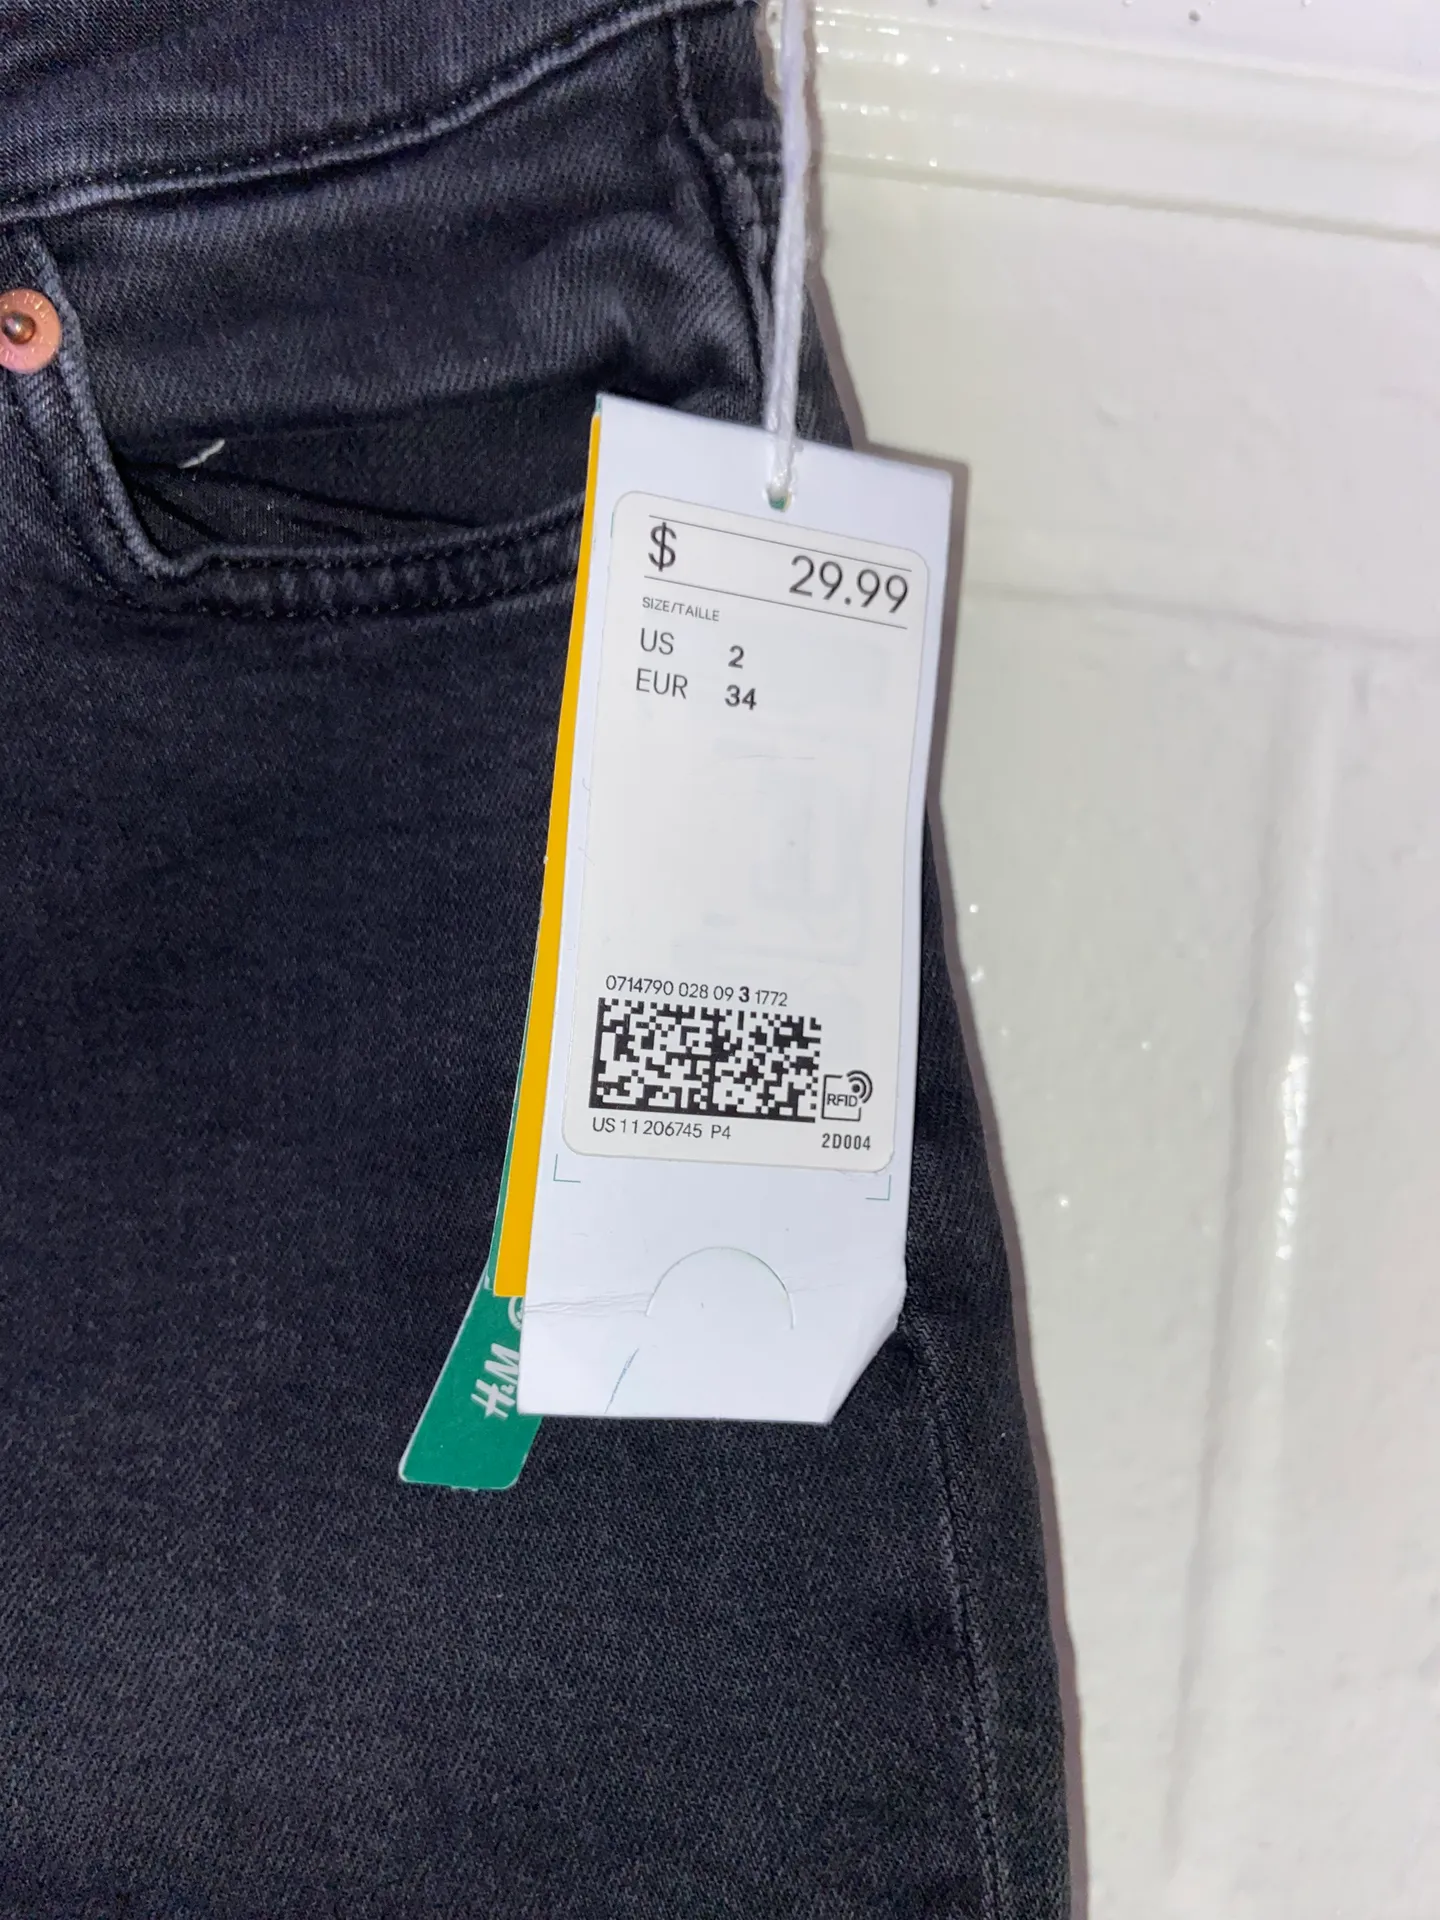 $ 29.99
SIZE/TAILLE
US 2
EUR 34
0714790 028 09 3 1772
RFID
US 11 206745 P4
2D004
H&M